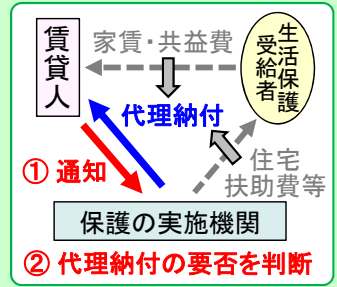 賃貸人
家賃・共益費
生活保護
受給者
代理納付
① 通知
住宅
扶助費等
保護の実施機関
② 代理納付の要否を判断